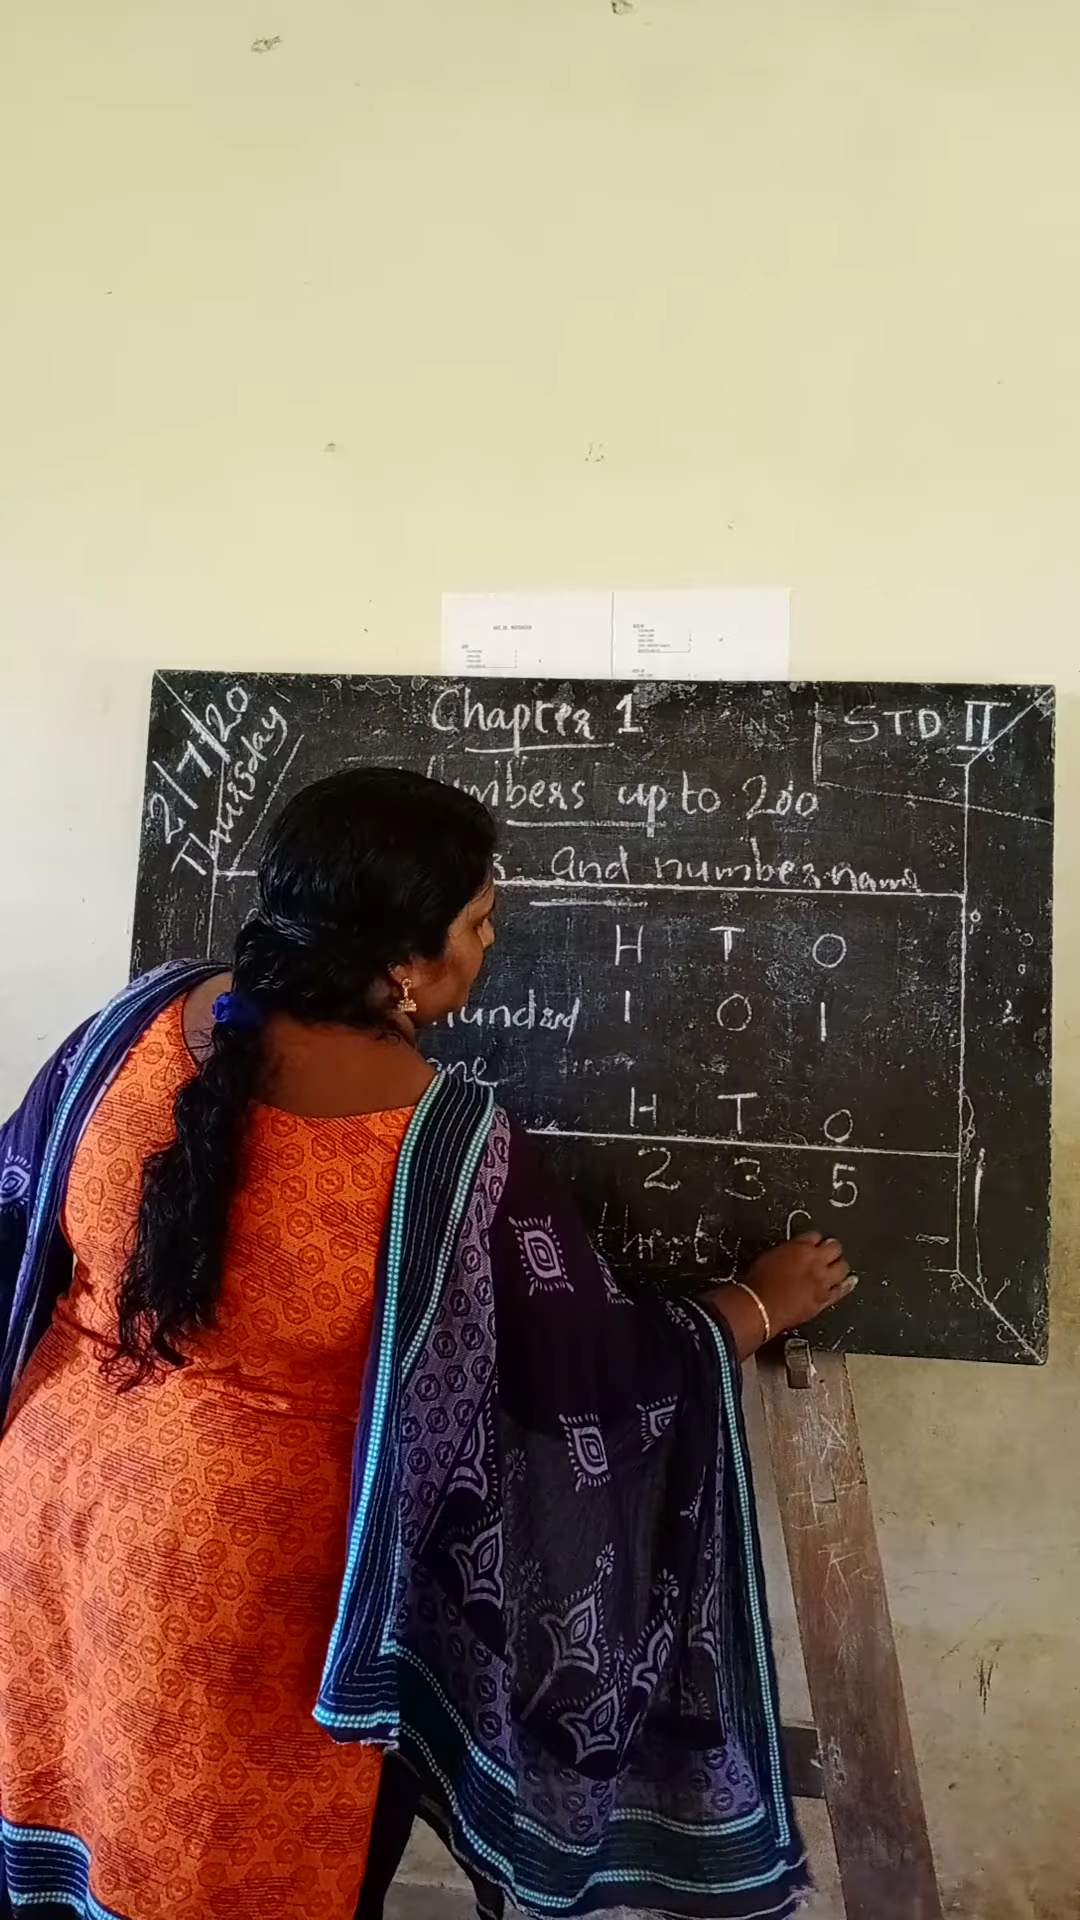 2/7/20
Thursday
Chapter 1
STD II
umbers up to 200
and number name
H T O
hundred 1 0 1
one
H T O
2 3 5
thirty f